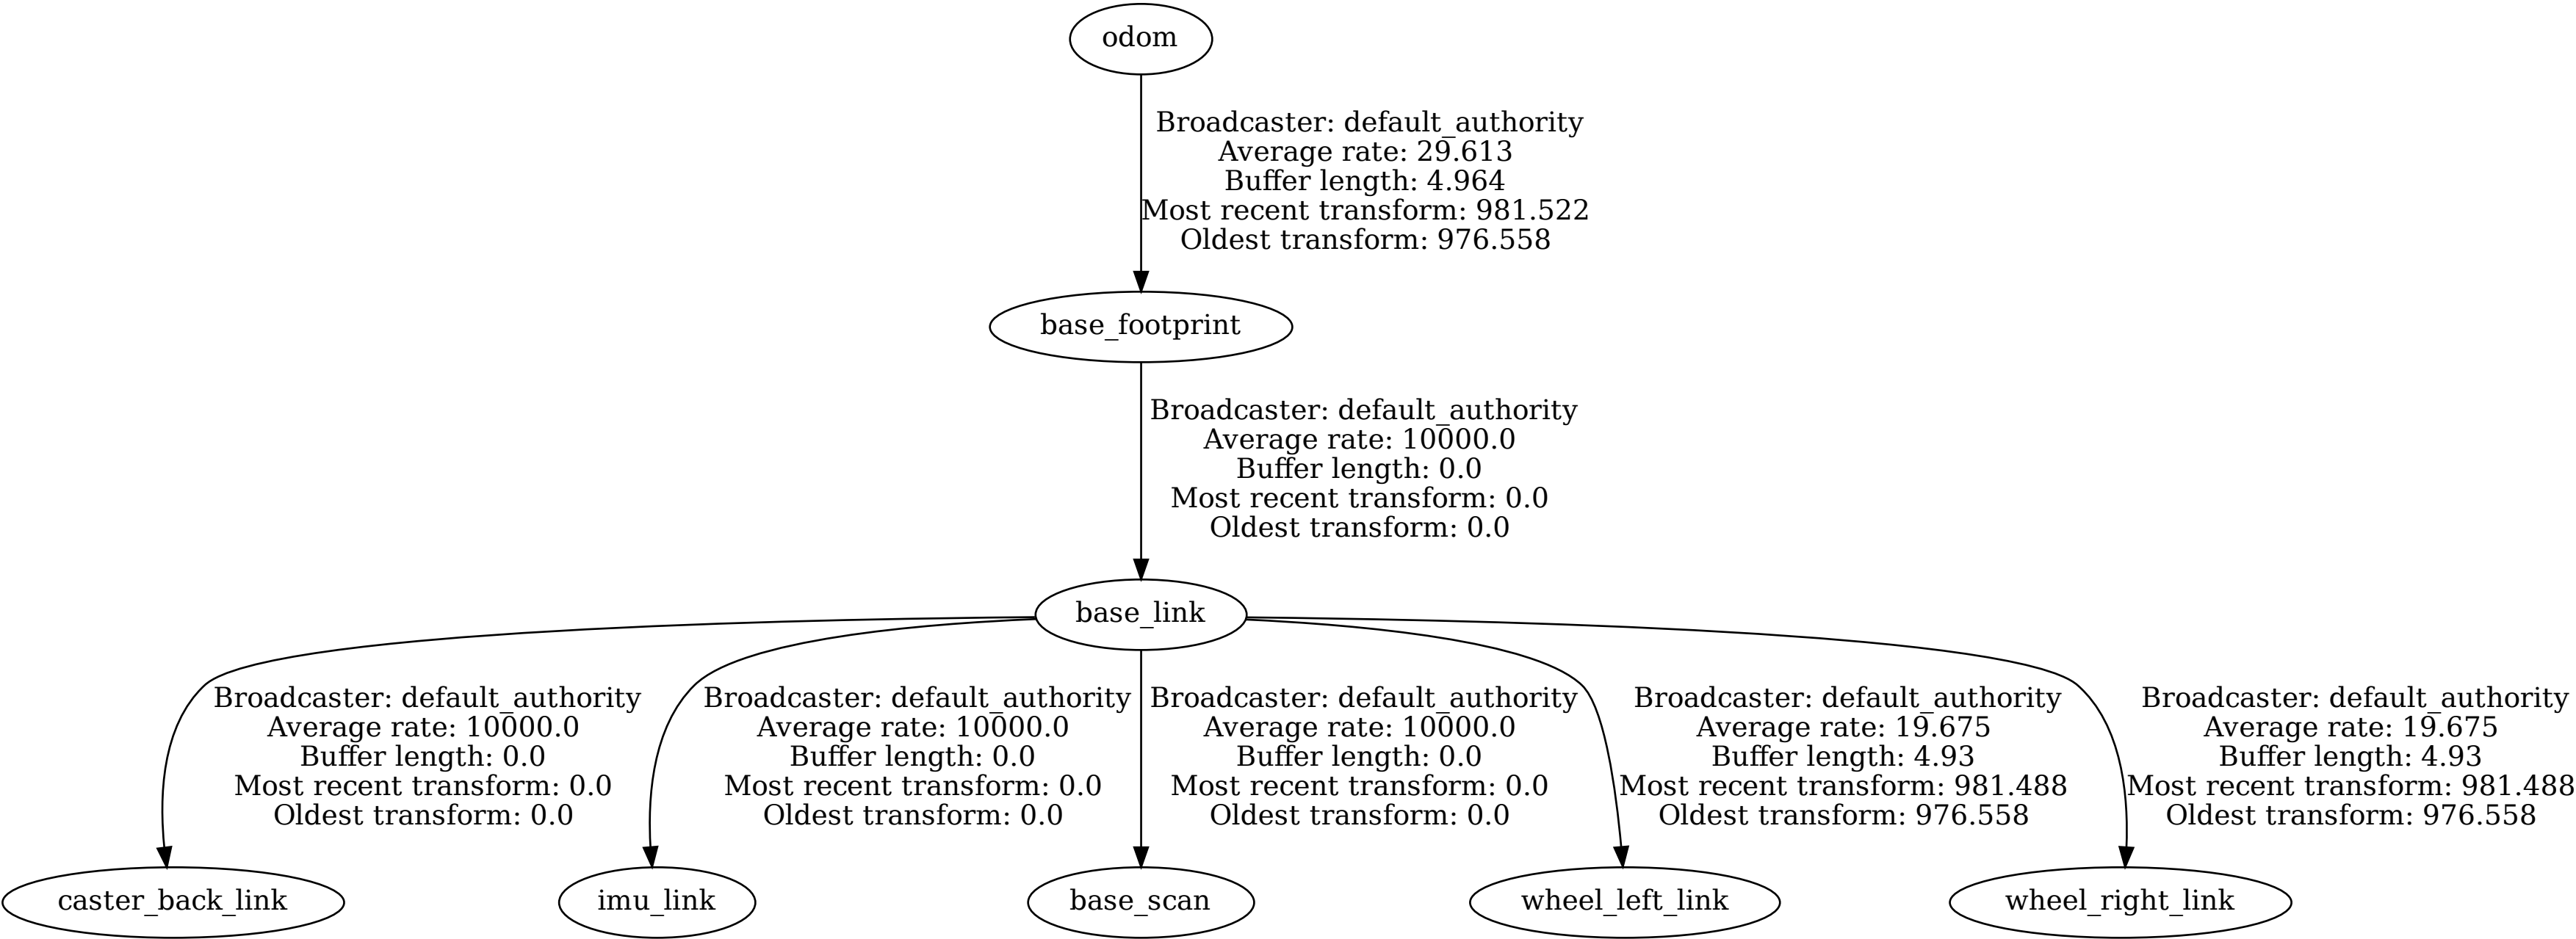 odom
Broadcaster: default_authority
Average rate: 29.613
Buffer length: 4.964
Most recent transform: 981.522
Oldest transform: 976.558
base_footprint
Broadcaster: default_authority
Average rate: 10000.0
Buffer length: 0.0
Most recent transform: 0.0
Oldest transform: 0.0
base_link
Broadcaster: default_authority
Average rate: 10000.0
Buffer length: 0.0
Most recent transform: 0.0
Oldest transform: 0.0
Broadcaster: default_authority
Average rate: 10000.0
Buffer length: 0.0
Most recent transform: 0.0
Oldest transform: 0.0
Broadcaster: default_authority
Average rate: 10000.0
Buffer length: 0.0
Most recent transform: 0.0
Oldest transform: 0.0
Broadcaster: default_authority
Average rate: 19.675
Buffer length: 4.93
Most recent transform: 981.488
Oldest transform: 976.558
Broadcaster: default_authority
Average rate: 19.675
Buffer length: 4.93
Most recent transform: 981.488
Oldest transform: 976.558
caster_back_link
imu_link
base_scan
wheel_left_link
wheel_right_link